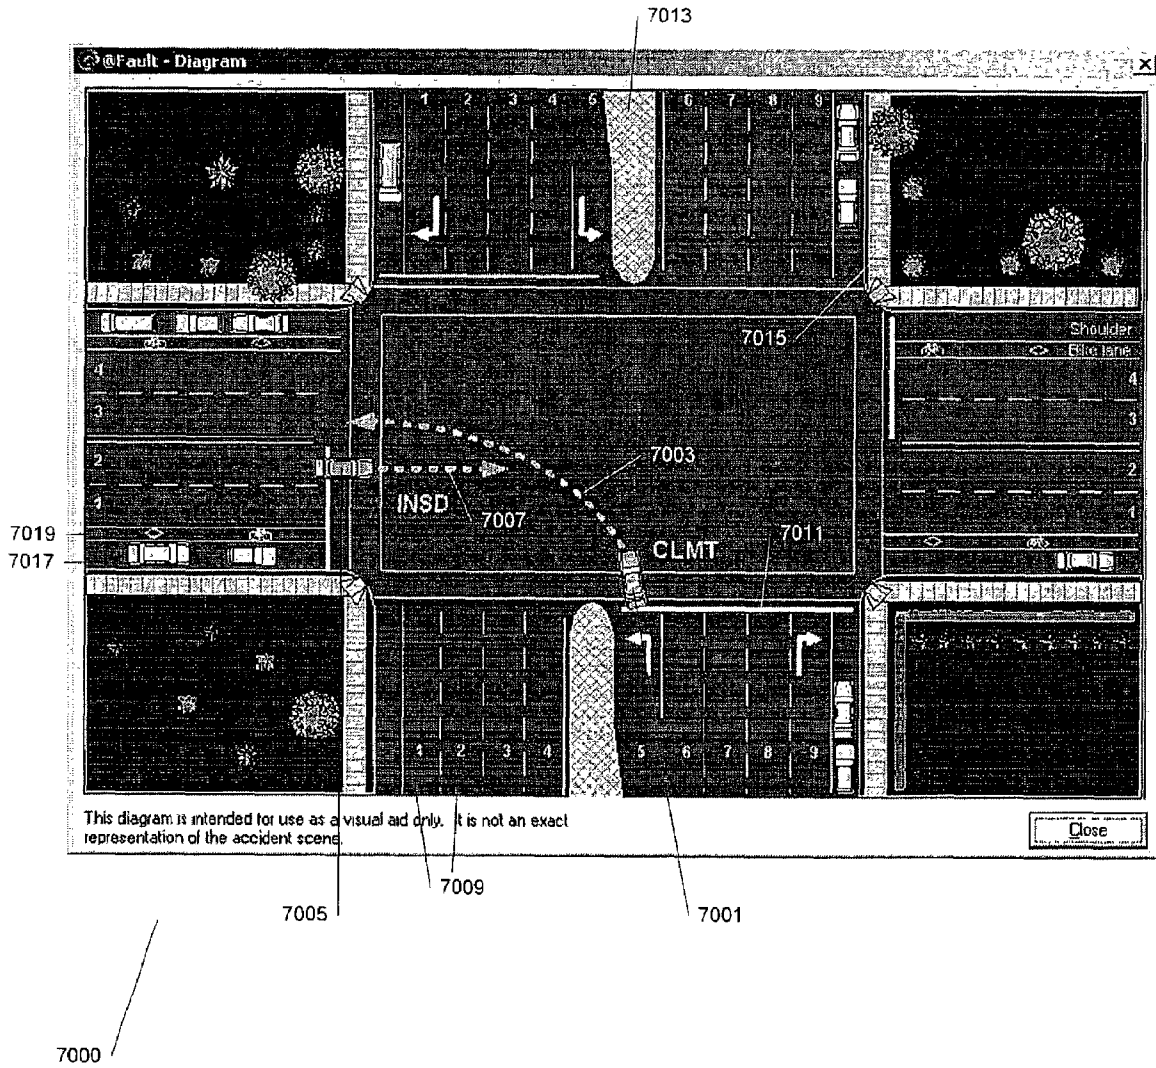 7013
@Fault - Diagram
1 2 3 4 5 6 7 8 9
7015
Shoulder
Bike lane
4
3
2
1
4
3
2
1
7003
INSD
7007
CLMT
7011
7019
7017
1 2 3 4 5 6 7 8 9
This diagram is intended for use as a visual aid only. It is not an exact
representation of the accident scene.
Close
7009
7005
7001
7000